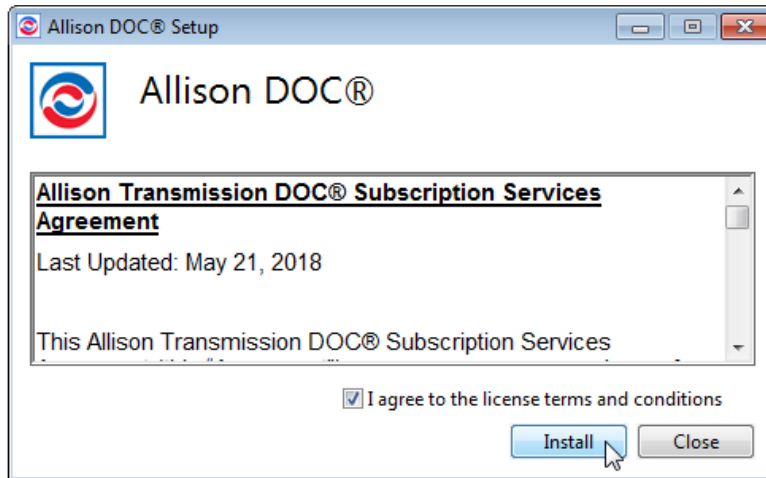 Allison DOC® Setup
Allison DOC®
Allison Transmission DOC® Subscription Services
Agreement
Last Updated: May 21, 2018
This Allison Transmission DOC® Subscription Services
I agree to the license terms and conditions
Install
Close